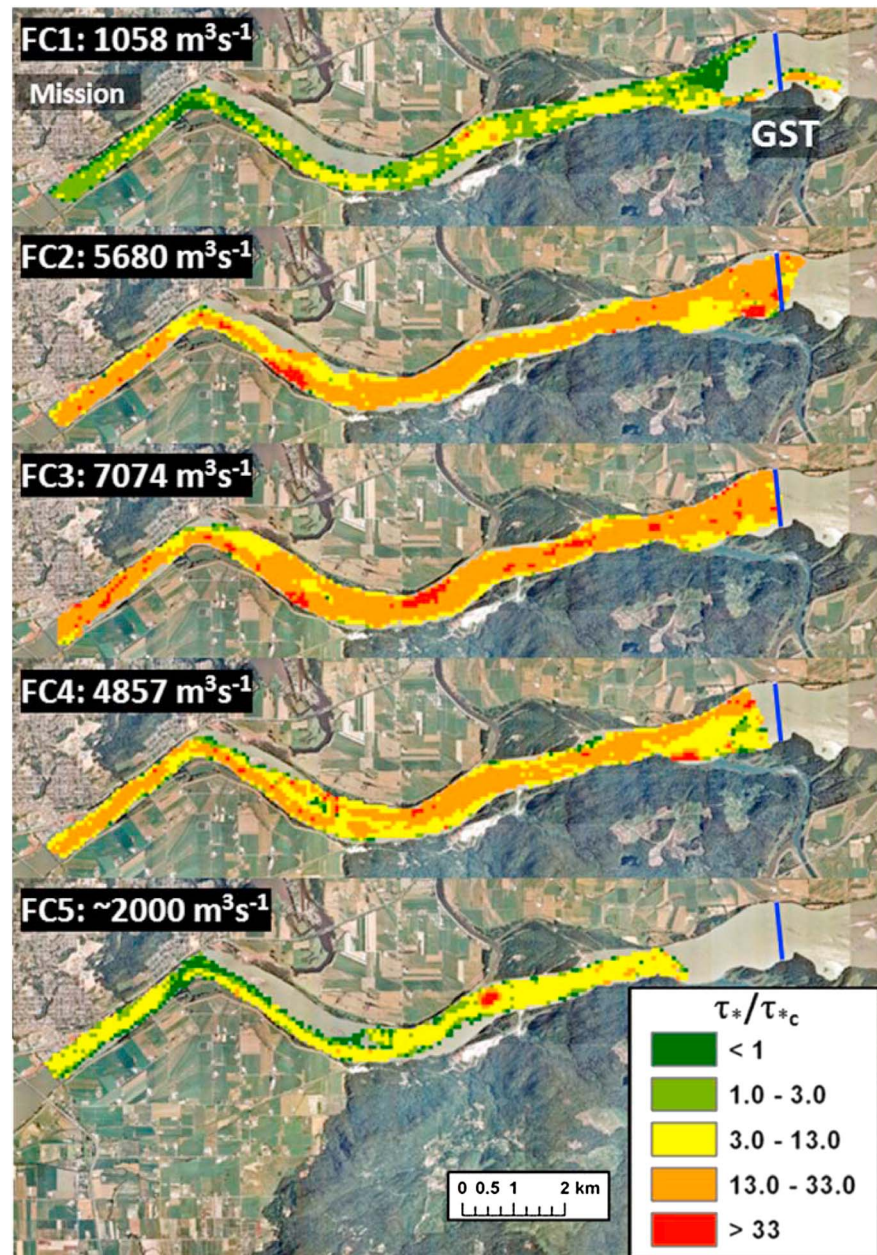 FC1: 1058 m³s⁻¹
Mission
GST
FC2: 5680 m³s⁻¹
FC3: 7074 m³s⁻¹
FC4: 4857 m³s⁻¹
FC5: ~2000 m³s⁻¹
τ*/τ*c
< 1
1.0 - 3.0
3.0 - 13.0
13.0 - 33.0
> 33
0 0.5 1 2 km